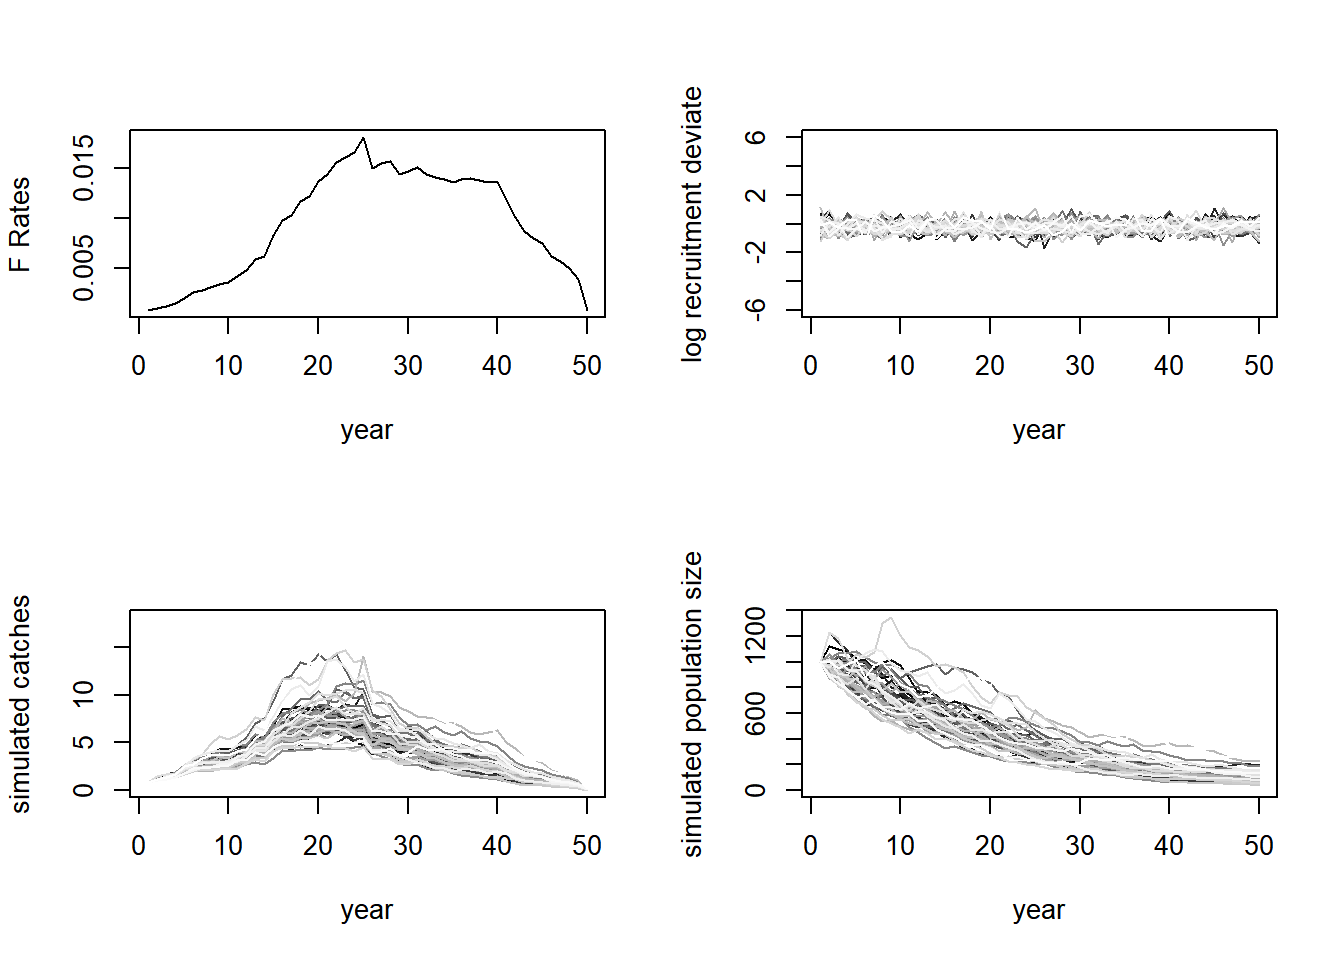 F Rates
0.005 0.015
0 10 20 30 40 50
year
log recruitment deviate
-6 -2 2 6
0 10 20 30 40 50
year
simulated catches
0 5 10
0 10 20 30 40 50
year
simulated population size
0 600 1200
0 10 20 30 40 50
year